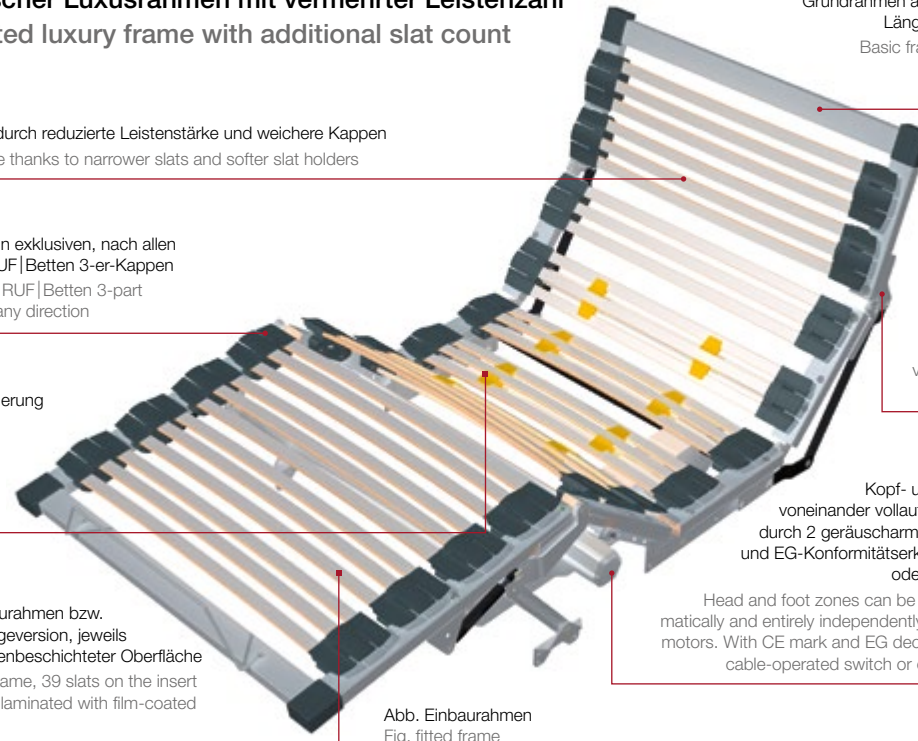 scher Luxusrahmen mit vermehrter Leistenzahl
ted luxury frame with additional slat count
Grundrahmen a
Läng
Basic fra
durch reduzierte Leistenstärke und weichere Kappen
e thanks to narrower slats and softer slat holders
n exklusiven, nach allen
UF|Betten 3-er-Kappen
RUF|Betten 3-part
any direction
v
erung
Kopf- u
voneinander vollaut
durch 2 geräuscharm
und EG-Konformitätserk
ode
Head and foot zones can be
matically and entirely independently
motors. With CE mark and EG dec
cable-operated switch or
urahmen bzw.
geversion, jeweils
enbeschichteter Oberfläche
ame, 39 slats on the insert
laminated with film-coated
Abb. Einbaurahmen
Fig. fitted frame